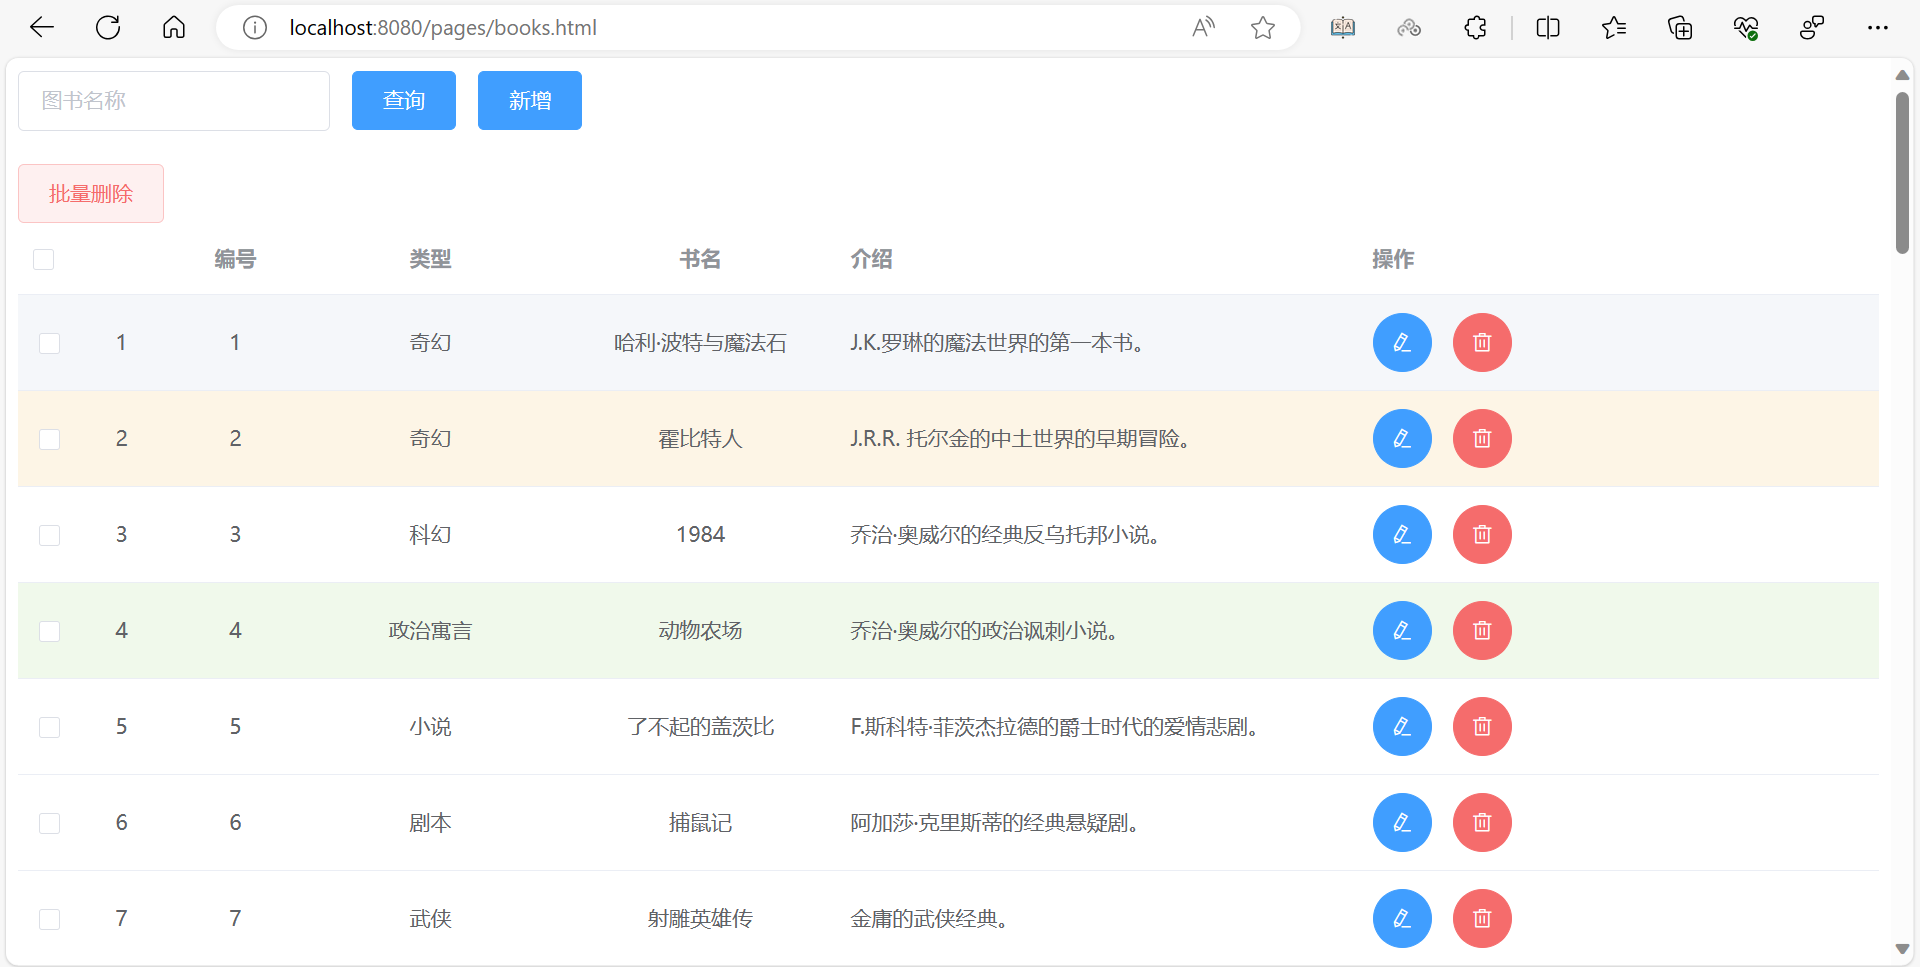 localhost:8080/pages/books.html
图书名称 查询 新增
批量删除
编号 类型 书名 介绍 操作
1 1 奇幻 哈利·波特与魔法石 J.K.罗琳的魔法世界的第一本书。
2 2 奇幻 霍比特人 J.R.R. 托尔金的中土世界的早期冒险。
3 3 科幻 1984 乔治·奥威尔的经典反乌托邦小说。
4 4 政治寓言 动物农场 乔治·奥威尔的政治讽刺小说。
5 5 小说 了不起的盖茨比 F.斯科特·菲茨杰拉德的爵士时代的爱情悲剧。
6 6 剧本 捕鼠记 阿加莎·克里斯蒂的经典悬疑剧。
7 7 武侠 射雕英雄传 金庸的武侠经典。